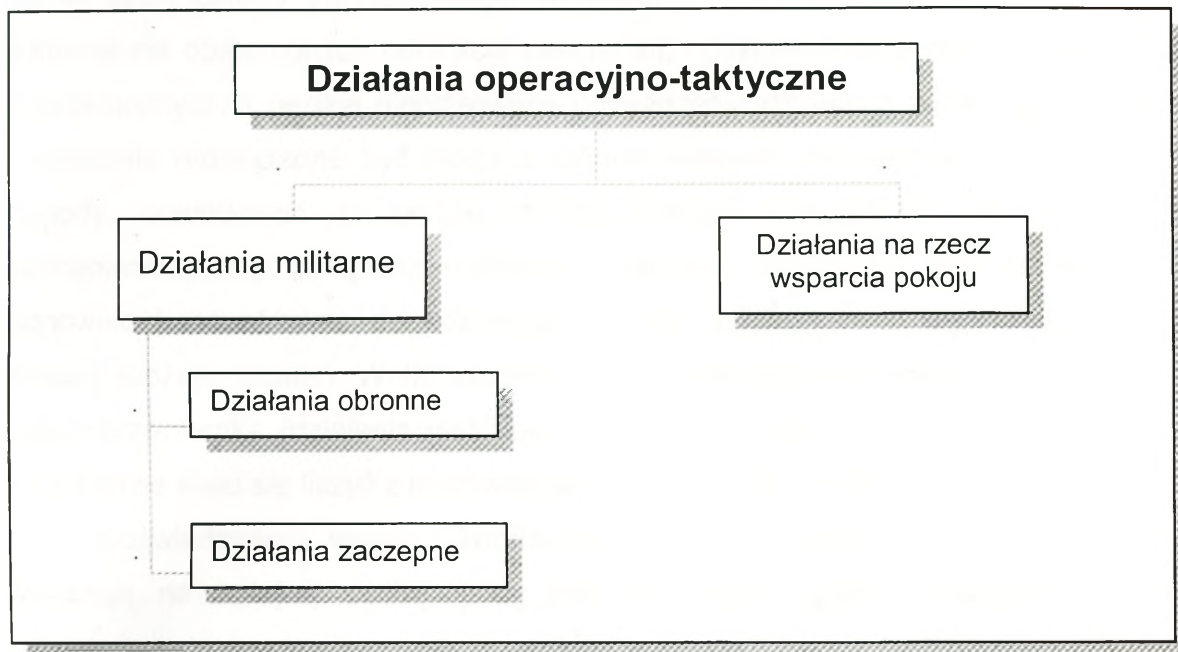 Działania operacyjno-taktyczne
Działania militarne
Działania na rzecz
wsparcia pokoju
Działania obronne
Działania zaczepne